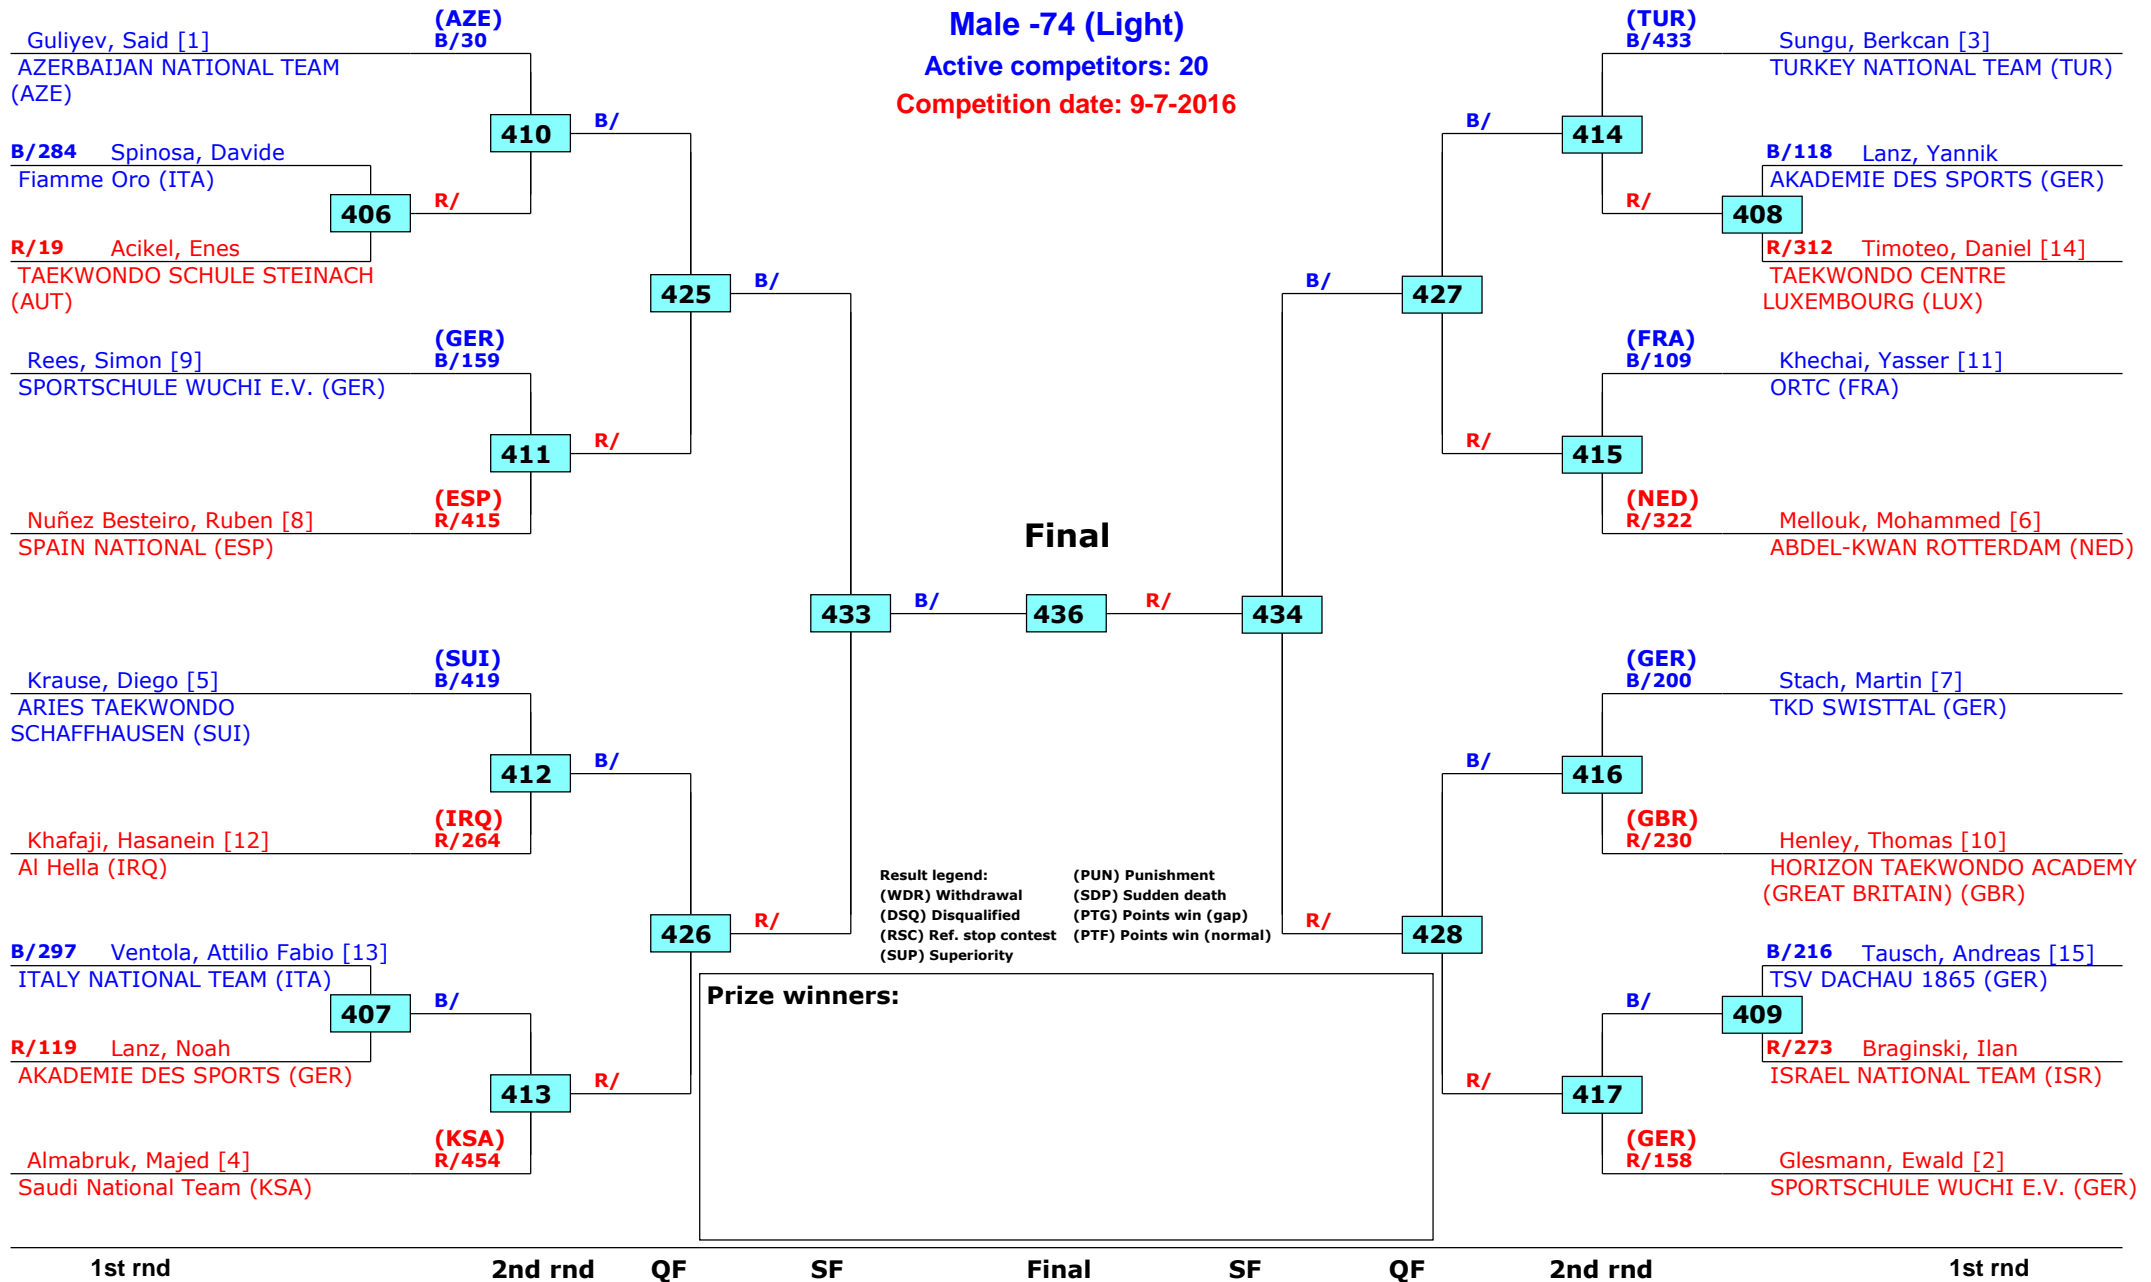 Male -74 (Light)
Active competitors: 20
Competition date: 9-7-2016
(AZE)
Guliyev, Said [1] B/30
AZERBAIJAN NATIONAL TEAM
(AZE)
410
B/
B/284 Spinosa, Davide
Fiamme Oro (ITA)
406
R/
R/19 Acikel, Enes
TAEKWONDO SCHULE STEINACH
(AUT)
425
B/
(GER)
Rees, Simon [9] B/159
SPORTSCHULE WUCHI E.V. (GER)
411
R/
(ESP)
Nuñez Besteiro, Ruben [8] R/415
SPAIN NATIONAL (ESP)
433
B/
(SUI)
Krause, Diego [5] B/419
ARIES TAEKWONDO
SCHAFFHAUSEN (SUI)
412
B/
(IRQ)
Khafaji, Hasanein [12] R/264
Al Hella (IRQ)
426
R/
B/297 Ventola, Attilio Fabio [13]
ITALY NATIONAL TEAM (ITA)
407
B/
R/119 Lanz, Noah
AKADEMIE DES SPORTS (GER)
413
R/
(KSA)
Almabruk, Majed [4] R/454
Saudi National Team (KSA)
Final
436
R/
434
(TUR)
B/433 Sungu, Berkcan [3]
TURKEY NATIONAL TEAM (TUR)
B/
414
B/118 Lanz, Yannik
AKADEMIE DES SPORTS (GER)
R/
408
R/312 Timoteo, Daniel [14]
TAEKWONDO CENTRE
LUXEMBOURG (LUX)
B/
427
(FRA)
B/109 Khechai, Yasser [11]
ORTC (FRA)
R/
415
(NED)
R/322 Mellouk, Mohammed [6]
ABDEL-KWAN ROTTERDAM (NED)
(GER)
B/200 Stach, Martin [7]
TKD SWISTTAL (GER)
B/
416
(GBR)
R/230 Henley, Thomas [10]
HORIZON TAEKWONDO ACADEMY
(GREAT BRITAIN) (GBR)
R/
428
B/216 Tausch, Andreas [15]
TSV DACHAU 1865 (GER)
B/
409
R/273 Braginski, Ilan
ISRAEL NATIONAL TEAM (ISR)
R/
417
(GER)
R/158 Glesmann, Ewald [2]
SPORTSCHULE WUCHI E.V. (GER)
Result legend: (PUN) Punishment
(WDR) Withdrawal (SDP) Sudden death
(DSQ) Disqualified (PTG) Points win (gap)
(RSC) Ref. stop contest (PTF) Points win (normal)
(SUP) Superiority
Prize winners:
1st rnd 2nd rnd QF SF Final SF QF 2nd rnd 1st rnd